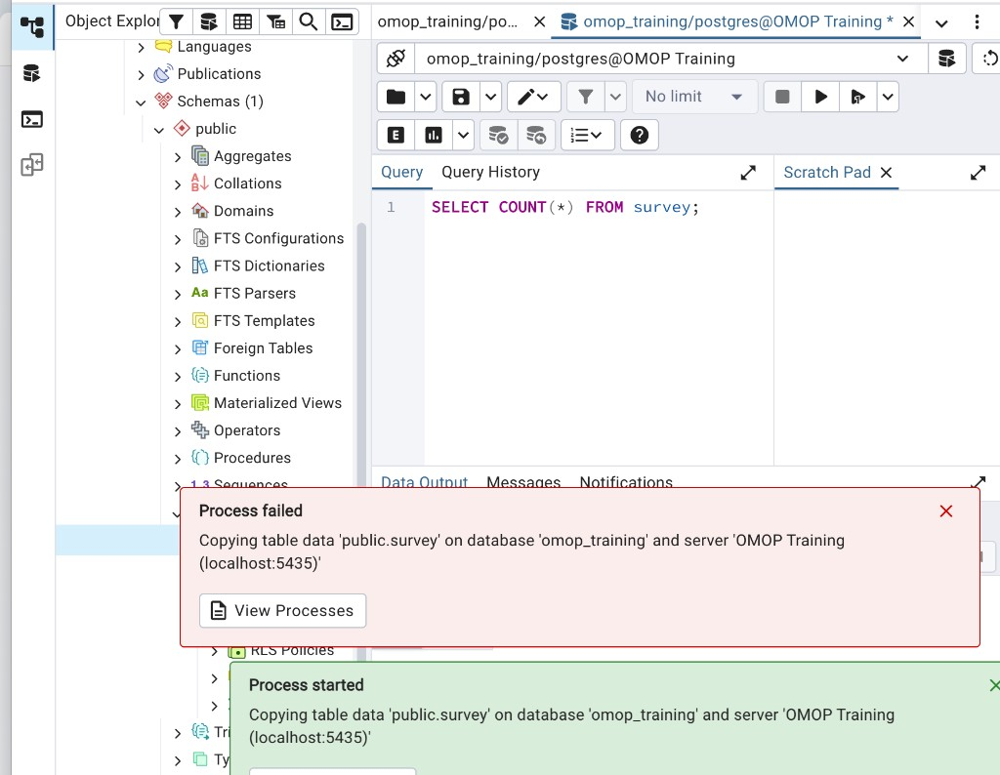 Object Explor
omop_training/po...
omop_training/postgres@OMOP Training *
omop_training/postgres@OMOP Training
No limit
E
Query
Query History
Scratch Pad
1
SELECT COUNT(*) FROM survey;
Languages
Publications
Schemas (1)
public
Aggregates
Collations
Domains
FTS Configurations
FTS Dictionaries
Aa FTS Parsers
FTS Templates
Foreign Tables
Functions
Materialized Views
Operators
Procedures
1..3 Sequences
Data Output
Messages
Notifications
Process failed
Copying table data 'public.survey' on database 'omop_training' and server 'OMOP Training
(localhost:5435)'
View Processes
RLS Policies
Process started
Copying table data 'public.survey' on database 'omop_training' and server 'OMOP Training
(localhost:5435)'
Tri
Ty